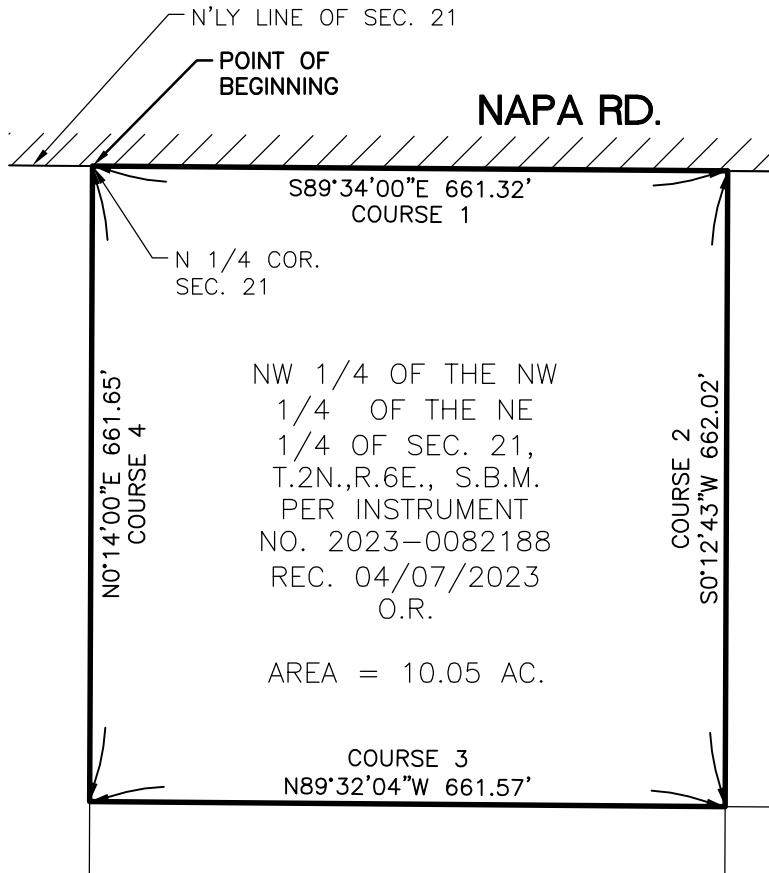 N'LY LINE OF SEC. 21
POINT OF
BEGINNING
NAPA RD.
S89°34'00"E 661.32'
COURSE 1
N 1/4 COR.
SEC. 21
NW 1/4 OF THE NW
1/4 OF THE NE
1/4 OF SEC. 21,
T.2N.,R.6E., S.B.M.
PER INSTRUMENT
NO. 2023-0082188
REC. 04/07/2023
O.R.
AREA = 10.05 AC.
N0°14'00"E 661.65'
COURSE 4
COURSE 2
S0°12'43"W 662.02'
COURSE 3
N89°32'04"W 661.57'